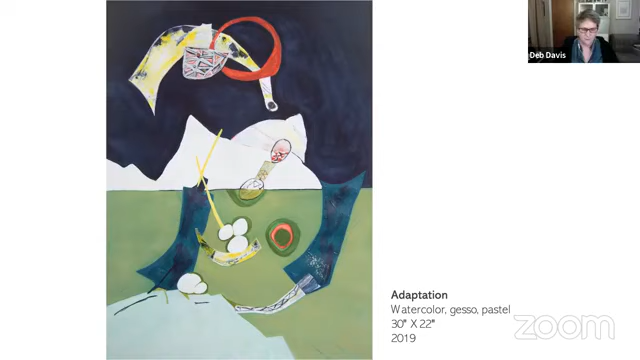 Deb Davis
Adaptation
Watercolor, gesso, pastel
30" X 22"
2019
zoom